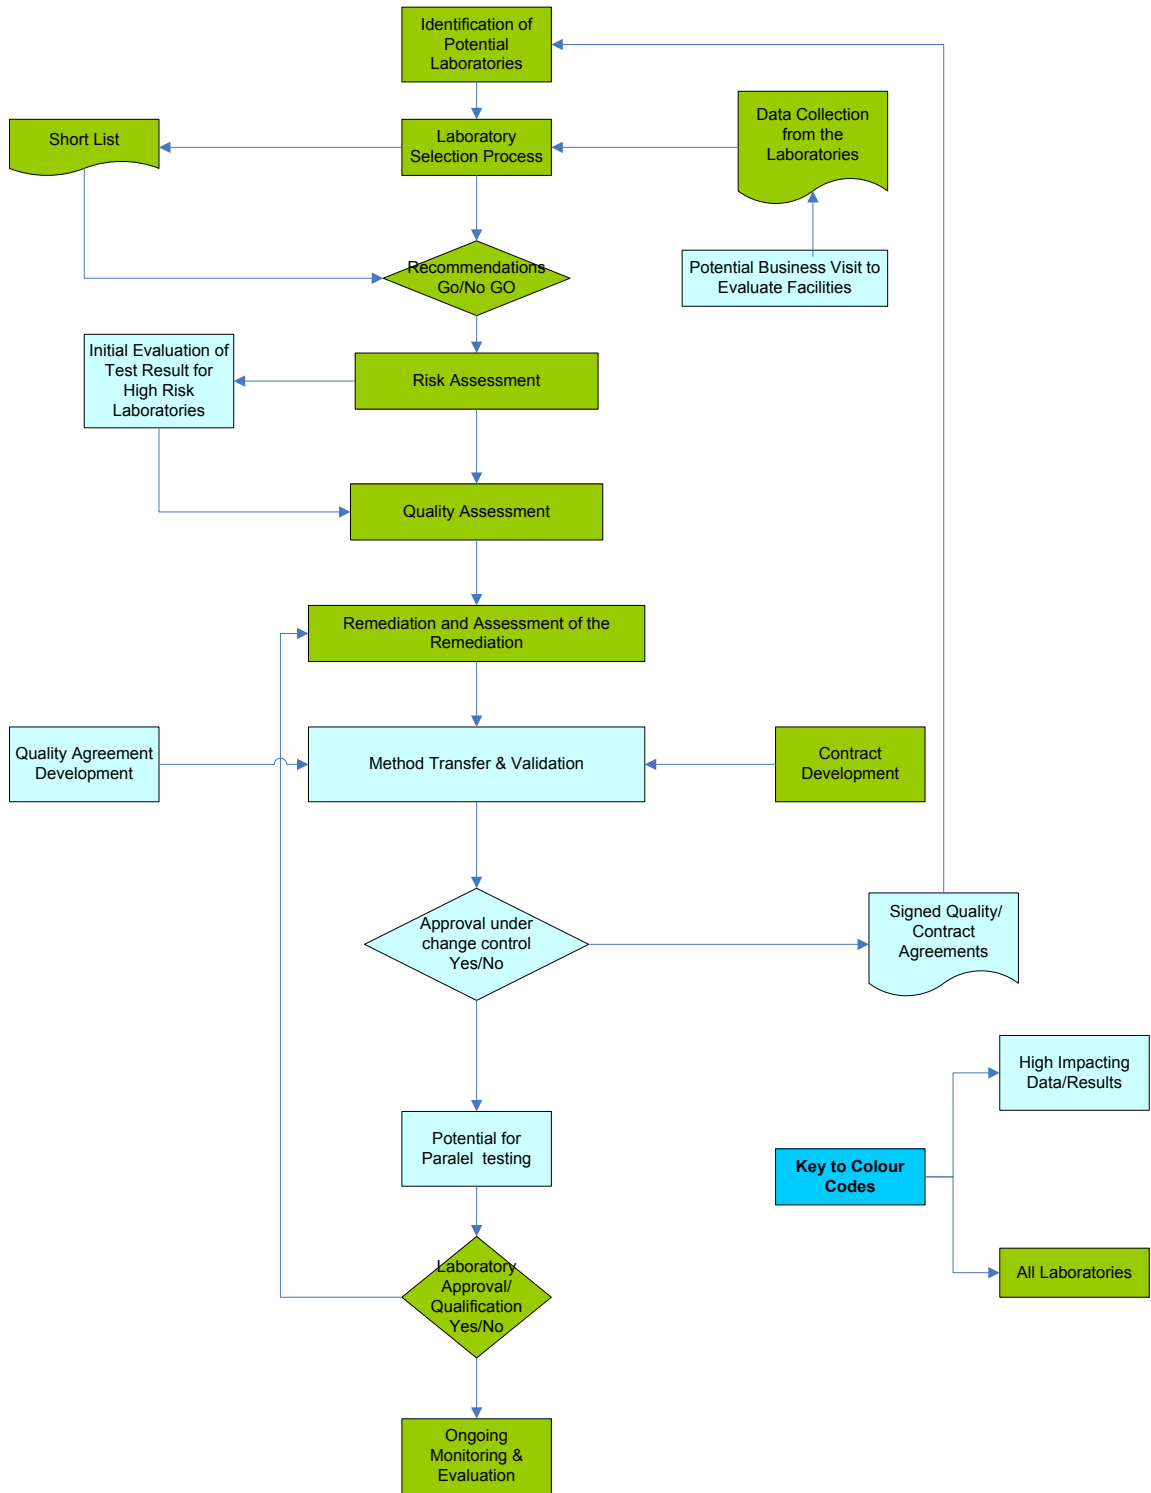 Identification of
Potential
Laboratories
Short List
Laboratory
Selection Process
Data Collection
from the
Laboratories
Recommendations
Go/No GO
Potential Business Visit to
Evaluate Facilities
Initial Evaluation of
Test Result for
High Risk
Laboratories
Risk Assessment
Quality Assessment
Remediation and Assessment of the
Remediation
Quality Agreement
Development
Method Transfer & Validation
Contract
Development
Approval under
change control
Yes/No
Signed Quality/
Contract
Agreements
High Impacting
Data/Results
Potential for
Paralel testing
Key to Colour
Codes
Laboratory
Approval/
Qualification
Yes/No
All Laboratories
Ongoing
Monitoring &
Evaluation